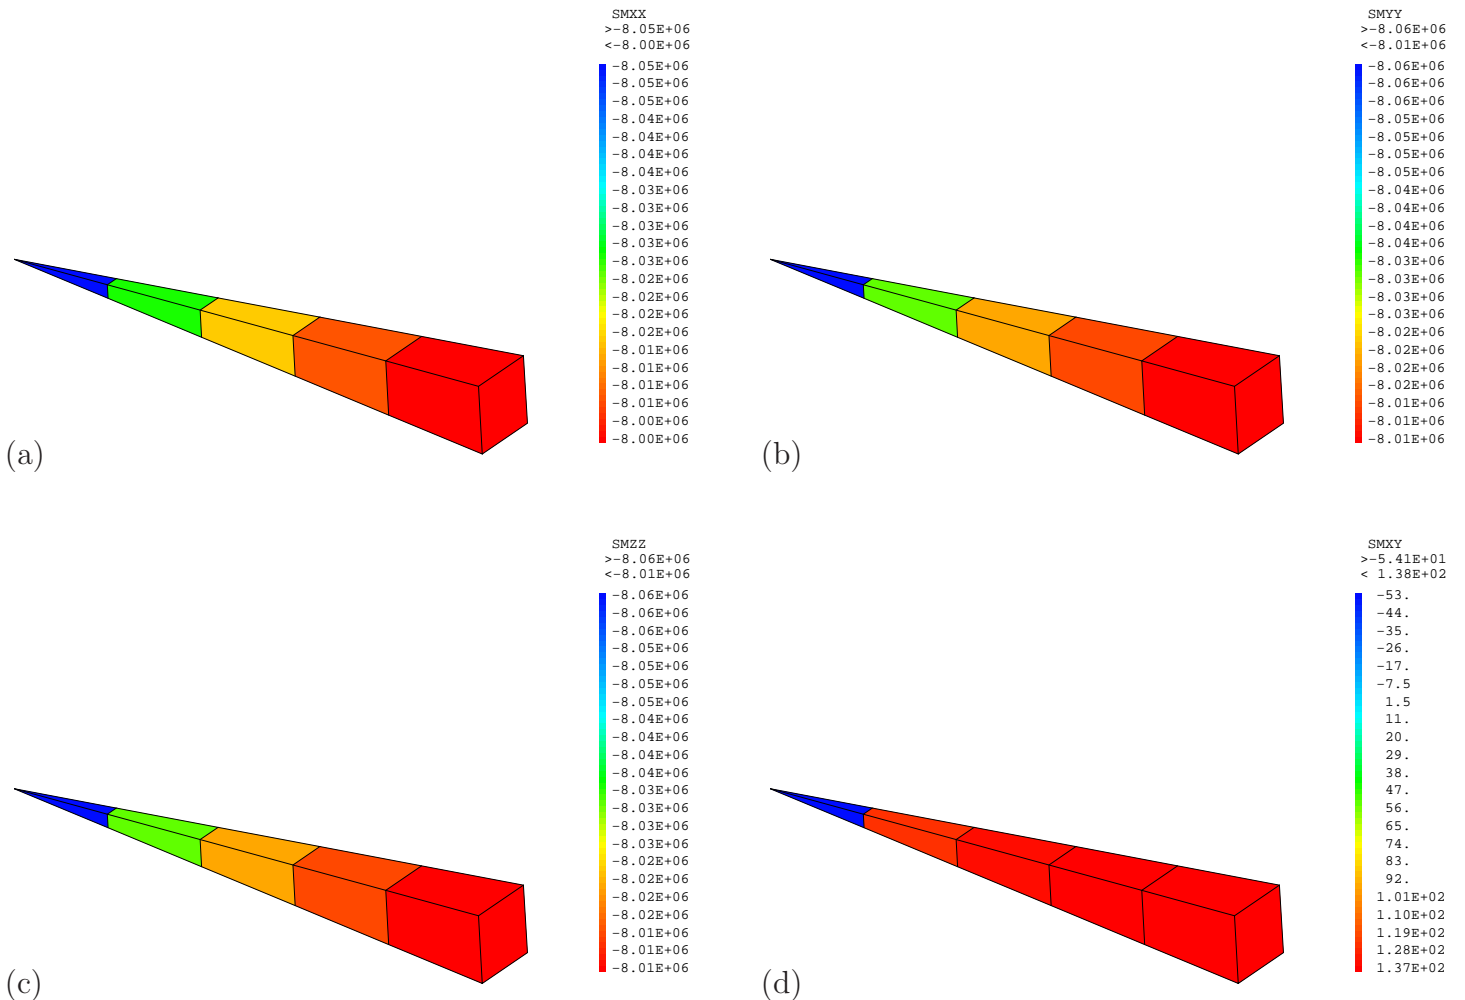 SMXX
>-8.05E+06
<-8.00E+06
-8.05E+06
-8.05E+06
-8.05E+06
-8.04E+06
-8.04E+06
-8.04E+06
-8.04E+06
-8.03E+06
-8.03E+06
-8.03E+06
-8.03E+06
-8.03E+06
-8.02E+06
-8.02E+06
-8.02E+06
-8.02E+06
-8.01E+06
-8.01E+06
-8.01E+06
-8.01E+06
-8.00E+06
-8.00E+06
(a)
SMYY
>-8.06E+06
<-8.01E+06
-8.06E+06
-8.06E+06
-8.06E+06
-8.05E+06
-8.05E+06
-8.05E+06
-8.05E+06
-8.04E+06
-8.04E+06
-8.04E+06
-8.04E+06
-8.03E+06
-8.03E+06
-8.03E+06
-8.03E+06
-8.02E+06
-8.02E+06
-8.02E+06
-8.02E+06
-8.01E+06
-8.01E+06
-8.01E+06
(b)
SMZZ
>-8.06E+06
<-8.01E+06
-8.06E+06
-8.06E+06
-8.06E+06
-8.05E+06
-8.05E+06
-8.05E+06
-8.05E+06
-8.04E+06
-8.04E+06
-8.04E+06
-8.04E+06
-8.03E+06
-8.03E+06
-8.03E+06
-8.03E+06
-8.02E+06
-8.02E+06
-8.02E+06
-8.02E+06
-8.01E+06
-8.01E+06
-8.01E+06
(c)
SMXY
>-5.41E+01
< 1.38E+02
-53.
-44.
-35.
-26.
-17.
-7.5
1.5
11.
20.
29.
38.
47.
56.
65.
74.
83.
92.
1.01E+02
1.10E+02
1.19E+02
1.28E+02
1.37E+02
(d)